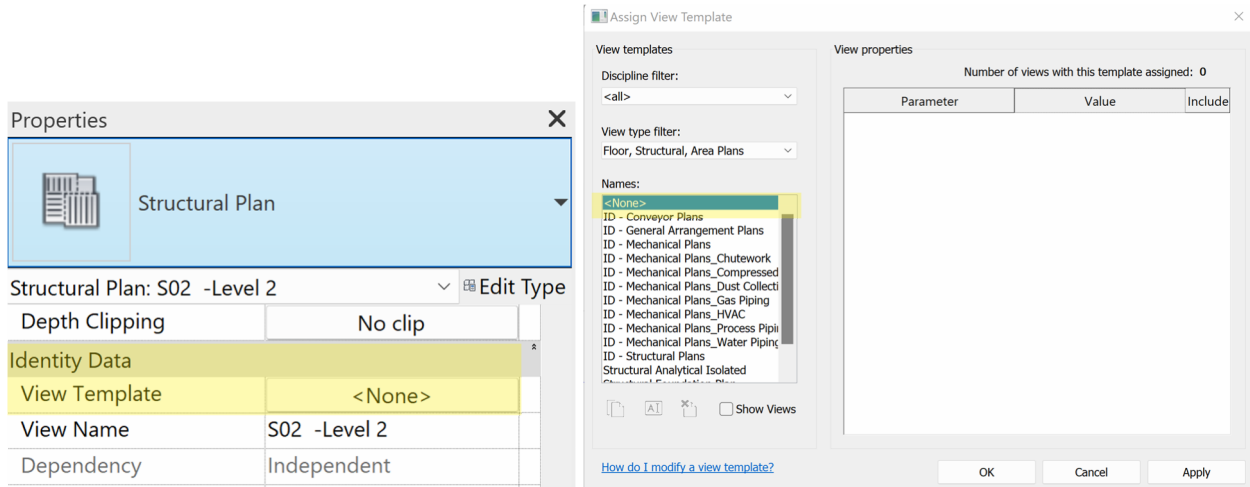 Properties
Structural Plan
Structural Plan: S02 -Level 2
Edit Type
Depth Clipping No clip
Identity Data
View Template <None>
View Name S02 -Level 2
Dependency Independent
Assign View Template
View templates
Discipline filter:
<all>
View type filter:
Floor, Structural, Area Plans
Names:
<None>
ID - Conveyor Plans
ID - General Arrangement Plans
ID - Mechanical Plans
ID - Mechanical Plans_Chutework
ID - Mechanical Plans_Compressed
ID - Mechanical Plans_Dust Collecti
ID - Mechanical Plans_Gas Piping
ID - Mechanical Plans_HVAC
ID - Mechanical Plans_Process Pipi
ID - Mechanical Plans_Water Piping
ID - Structural Plans
Structural Analytical Isolated
Structural Foundation Plan
Show Views
How do I modify a view template?
View properties
Number of views with this template assigned: 0
Parameter Value Include
OK Cancel Apply